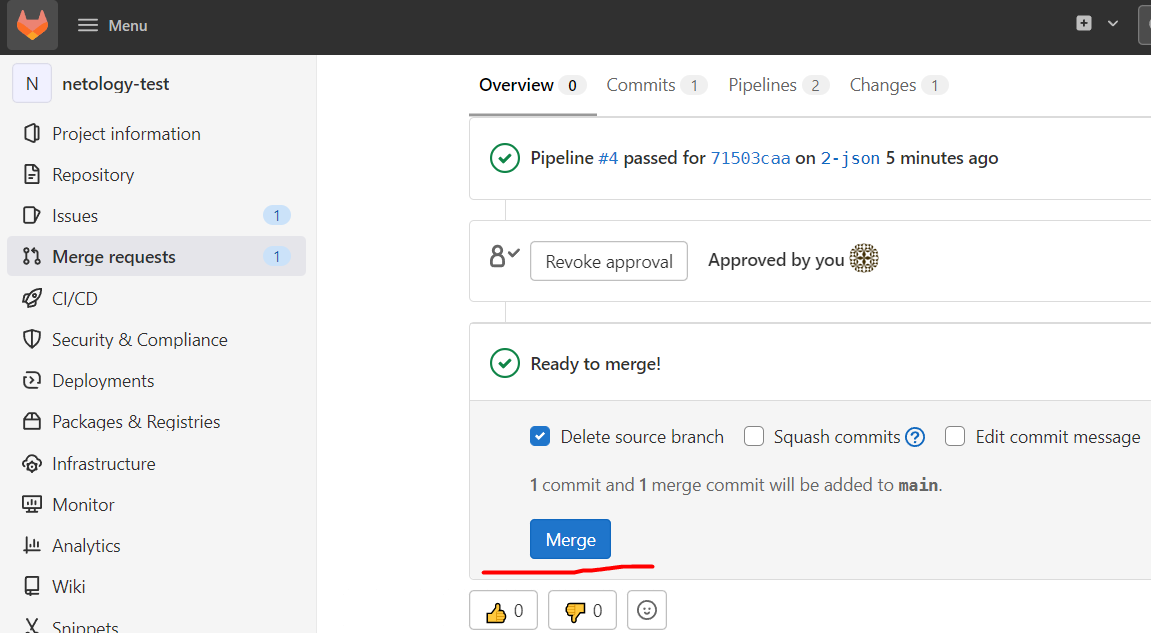 Menu
N netology-test
Project information
Repository
Issues 1
Merge requests 1
CI/CD
Security & Compliance
Deployments
Packages & Registries
Infrastructure
Monitor
Analytics
Wiki
Snippets
Overview 0 Commits 1 Pipelines 2 Changes 1
Pipeline #4 passed for 71503caa on 2-json 5 minutes ago
Revoke approval Approved by you
Ready to merge!
Delete source branch Squash commits ? Edit commit message
1 commit and 1 merge commit will be added to main.
Merge
0 0